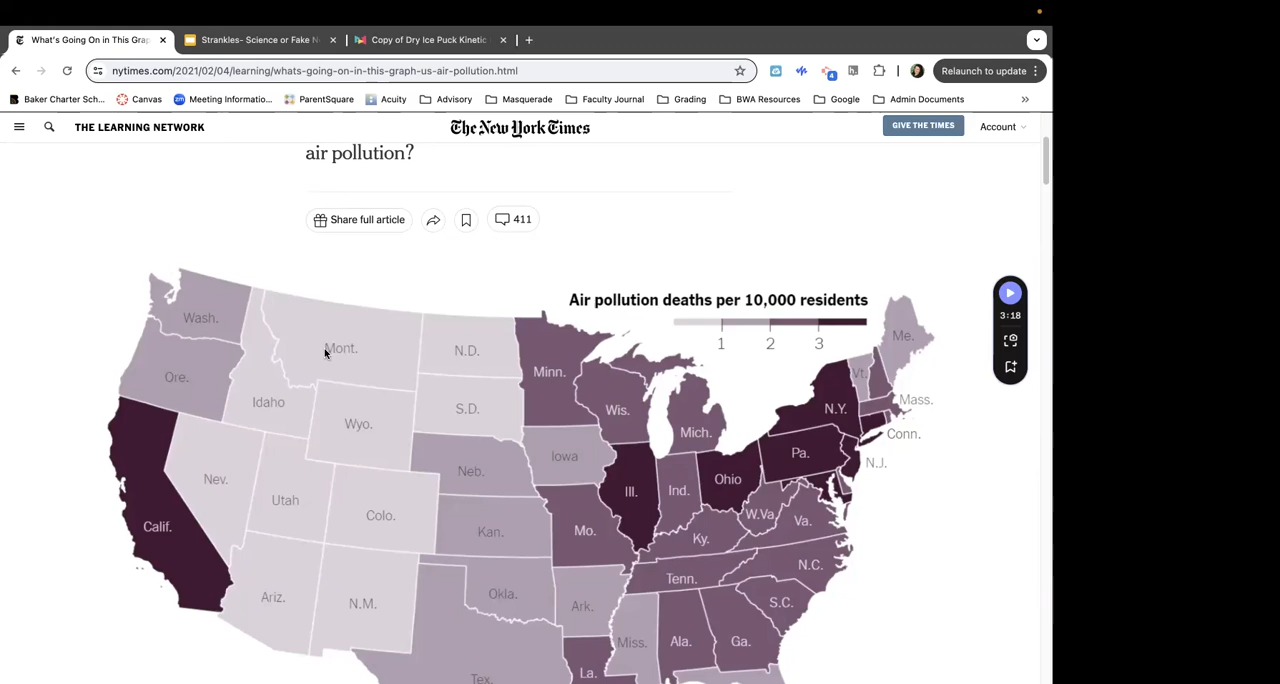 What's Going On in This Gra
Strankles- Science or Fake N
Copy of Dry Ice Puck Kinetic
nytimes.com/2021/02/04/learning/whats-going-on-in-this-graph-us-air-pollution.html
4
Relaunch to update
Baker Charter Sch...
Canvas
Meeting Informatio...
ParentSquare
Acuity
Advisory
Masquerade
Faculty Journal
Grading
BWA Resources
Google
Admin Documents
THE LEARNING NETWORK
The New York Times
GIVE THE TIMES
Account
air pollution?
Share full article
411
Air pollution deaths per 10,000 residents
1 2 3
3:18
Wash.
Mont.
N.D.
Minn.
Me.
Ore.
Vt.
Idaho
Wyo.
S.D.
Wis.
Mich.
N.Y.
Mass.
Conn.
Nev.
Utah
Colo.
Neb.
Iowa
Ill.
Ind.
Ohio
Pa.
N.J.
Calif.
Kan.
Mo.
Ky.
W.Va.
Va.
Ariz.
N.M.
Okla.
Ark.
Tenn.
N.C.
S.C.
Miss.
Ala.
Ga.
Tex.
La.